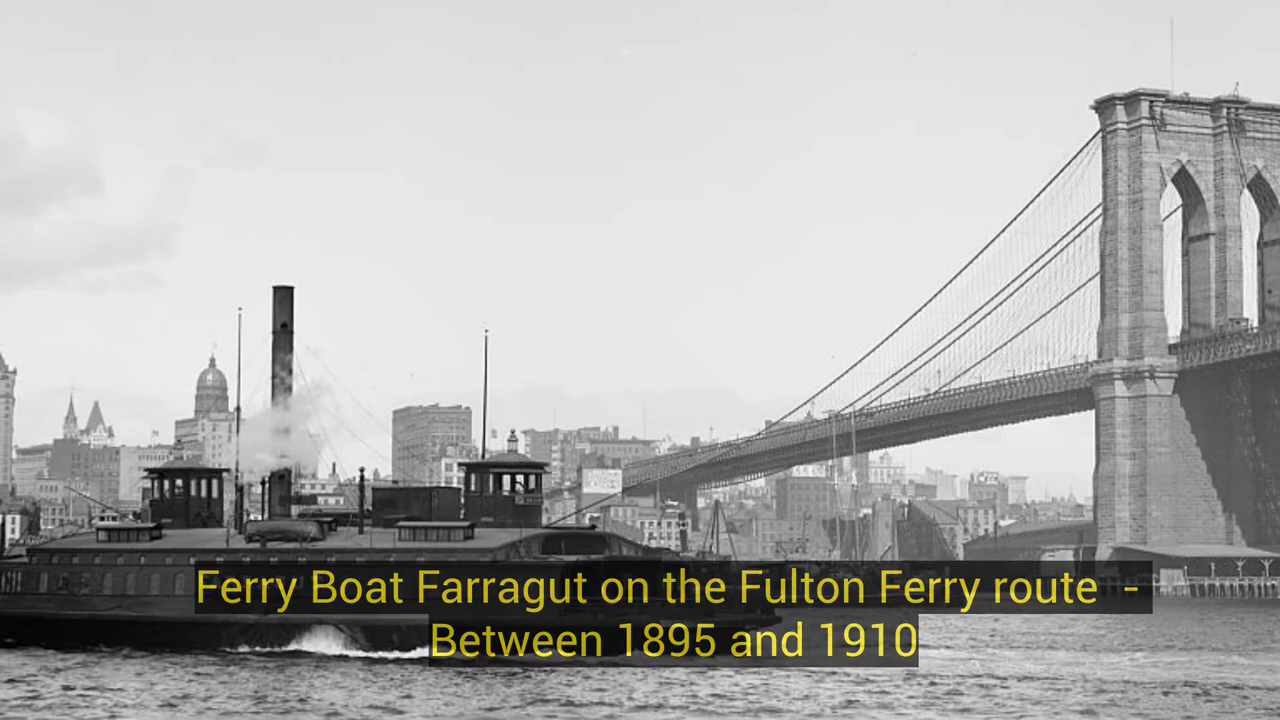 Ferry Boat Farragut on the Fulton Ferry route -
Between 1895 and 1910